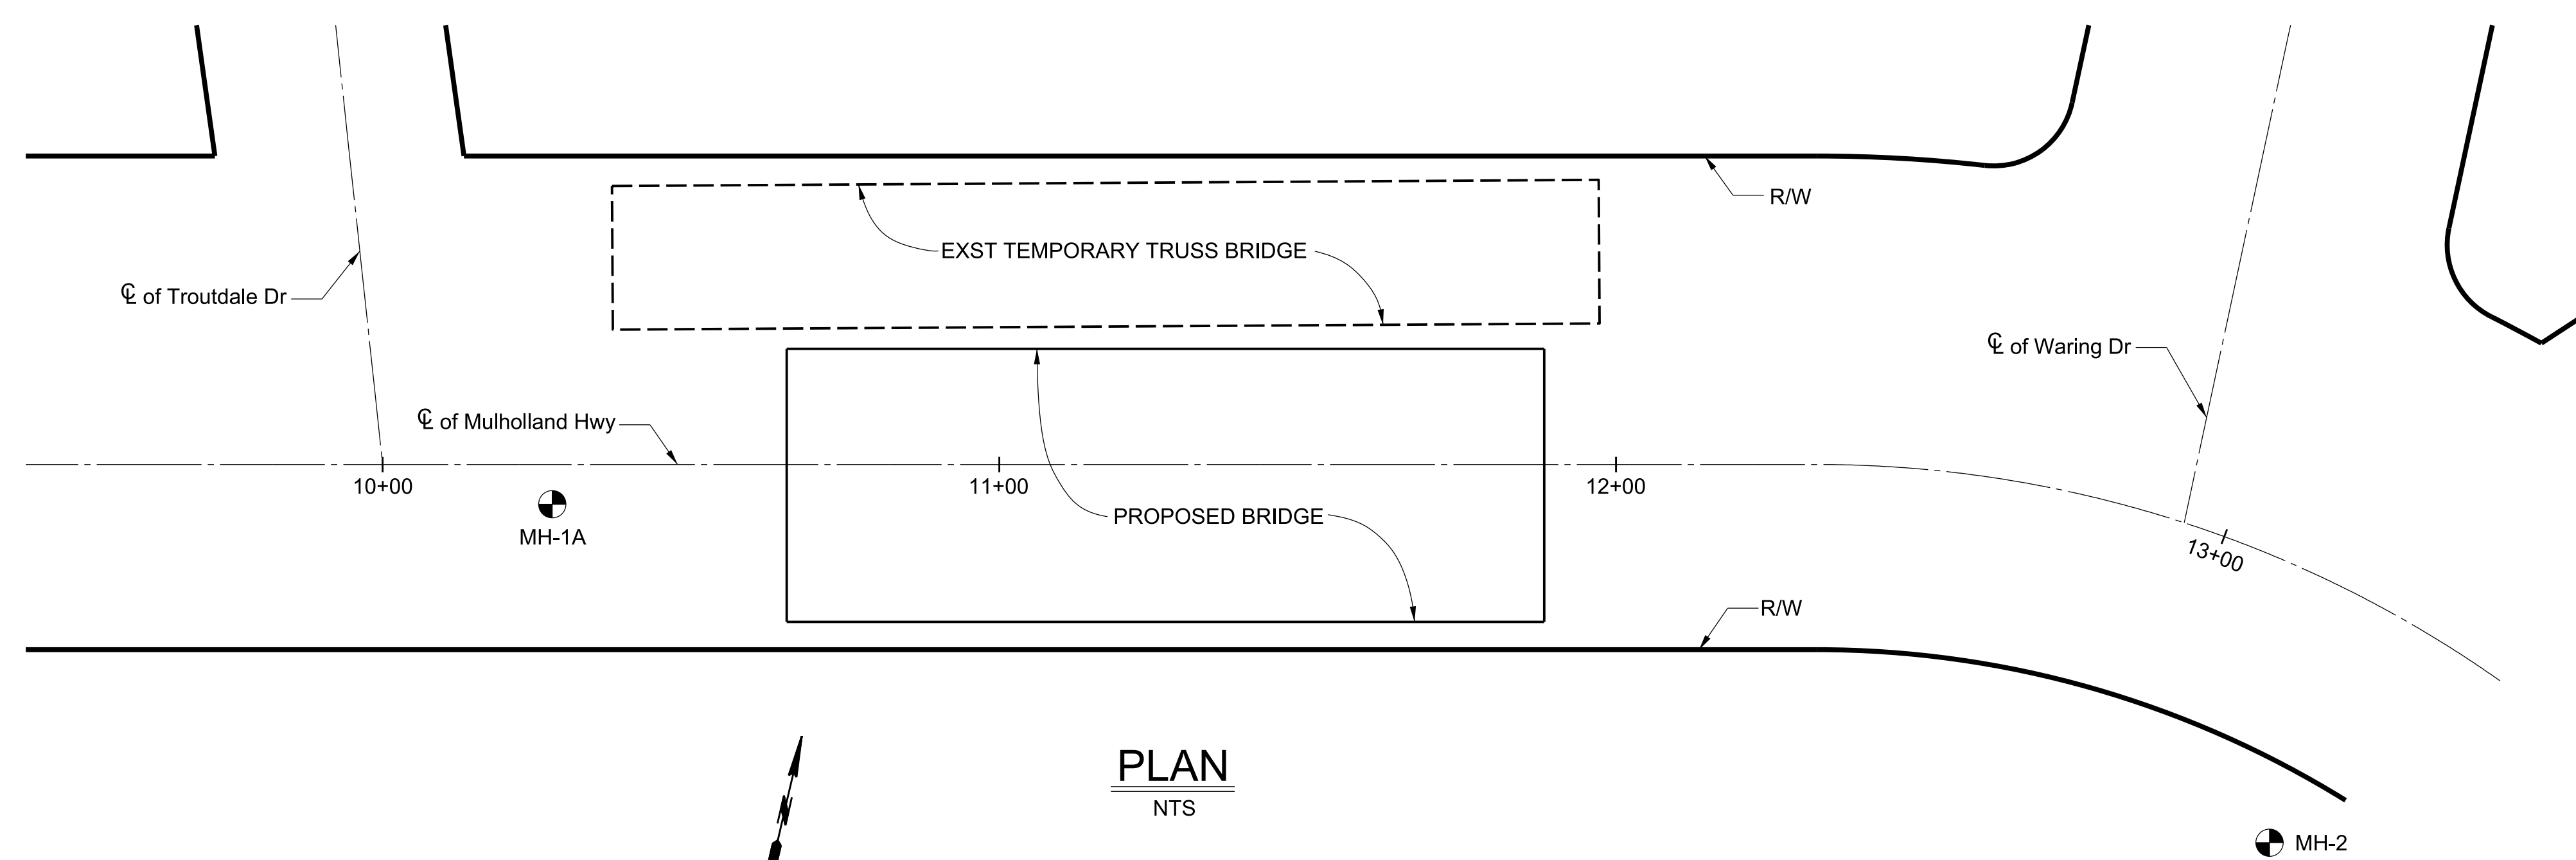 R/W
EXST TEMPORARY TRUSS BRIDGE
℄ of Troutdale Dr
℄ of Waring Dr
℄ of Mulholland Hwy
10+00
11+00
12+00
13+00
MH-1A
PROPOSED BRIDGE
R/W
PLAN
NTS
N
MH-2